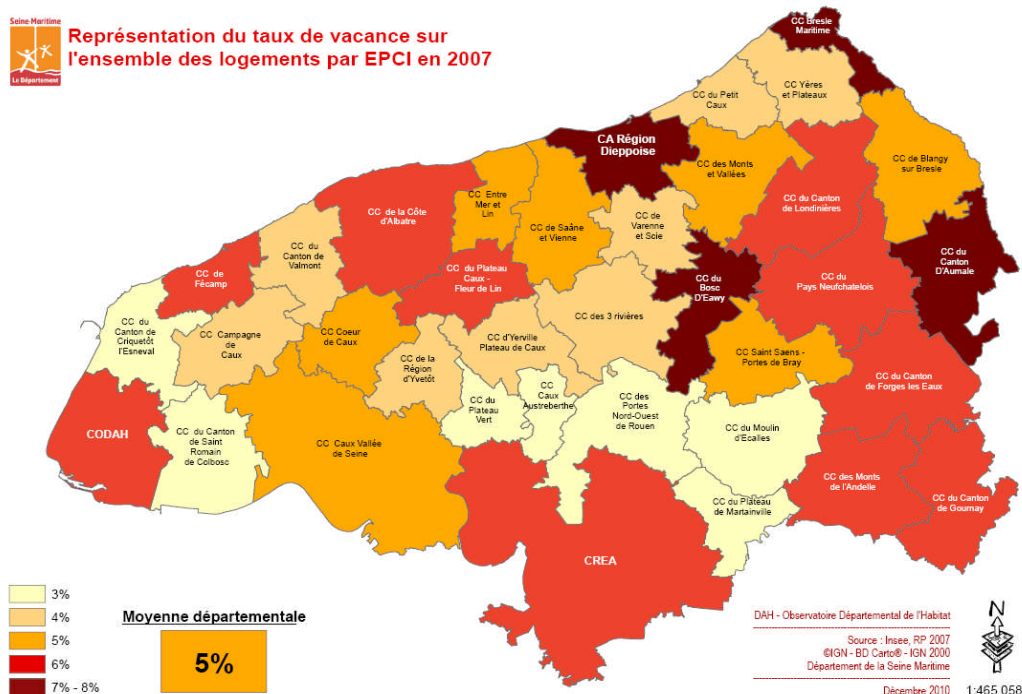 Seine-Maritime
Le Département
Représentation du taux de vacance sur
l'ensemble des logements par EPCI en 2007
CC Bresle
Maritime
CC Yères
et Plateaux
CC du Petit
Caux
CA Région
Dieppoise
CC des Monts
et Vallées
CC de Blangy
sur Bresle
CC du Canton
de Londinières
CC Entre
Mer et
Lin
CC de la Côte
d'Albatre
CC de Saâne
et Vienne
CC de
Varenne
et Scie
CC du
Canton de
Valmont
CC du
Canton
D'Aumale
CC de
Fécamp
CC du Plateau
Caux -
Fleur de Lin
CC du
Bosc
D'Eawy
CC du
Pays Neufchatelois
CC du
Canton de
Criquetôt
l'Esneval
CC Campagne
de
Caux
CC Coeur
de Caux
CC des 3 rivières
CC d'Yerville
Plateau de Caux
CC de la
Région
d'Yvetôt
CC Saint Saens -
Portes de Bray
CC du Canton
de Forges les Eaux
CC du
Plateau
Vert
CC
Caux
Austreberthe
CC des
Portes
Nord-Ouest
de Rouen
CC du Moulin
d'Ecalles
CODAH
CC du Canton
de Saint
Romain
de Colbosc
CC Caux Vallée
de Seine
CC des Monts
de l'Andelle
CC du Canton
de Gournay
CC du Plateau
de Martainville
CREA
3%
4%
5%
6%
7% - 8%
Moyenne départementale
5%
DAH - Observatoire Départemental de l'Habitat
Source : Insee, RP 2007
©IGN - BD Carto® - IGN 2000
Département de la Seine Maritime
Décembre 2010
N
1:465 058